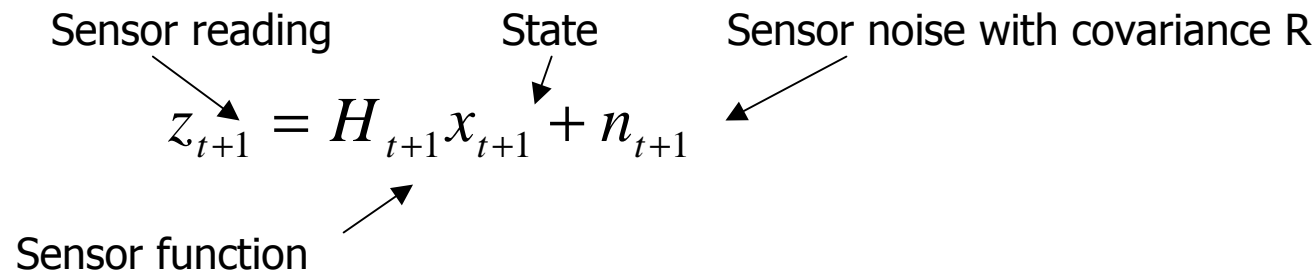 Sensor reading State Sensor noise with covariance R
z_{t+1} = H_{t+1} x_{t+1} + n_{t+1}
Sensor function